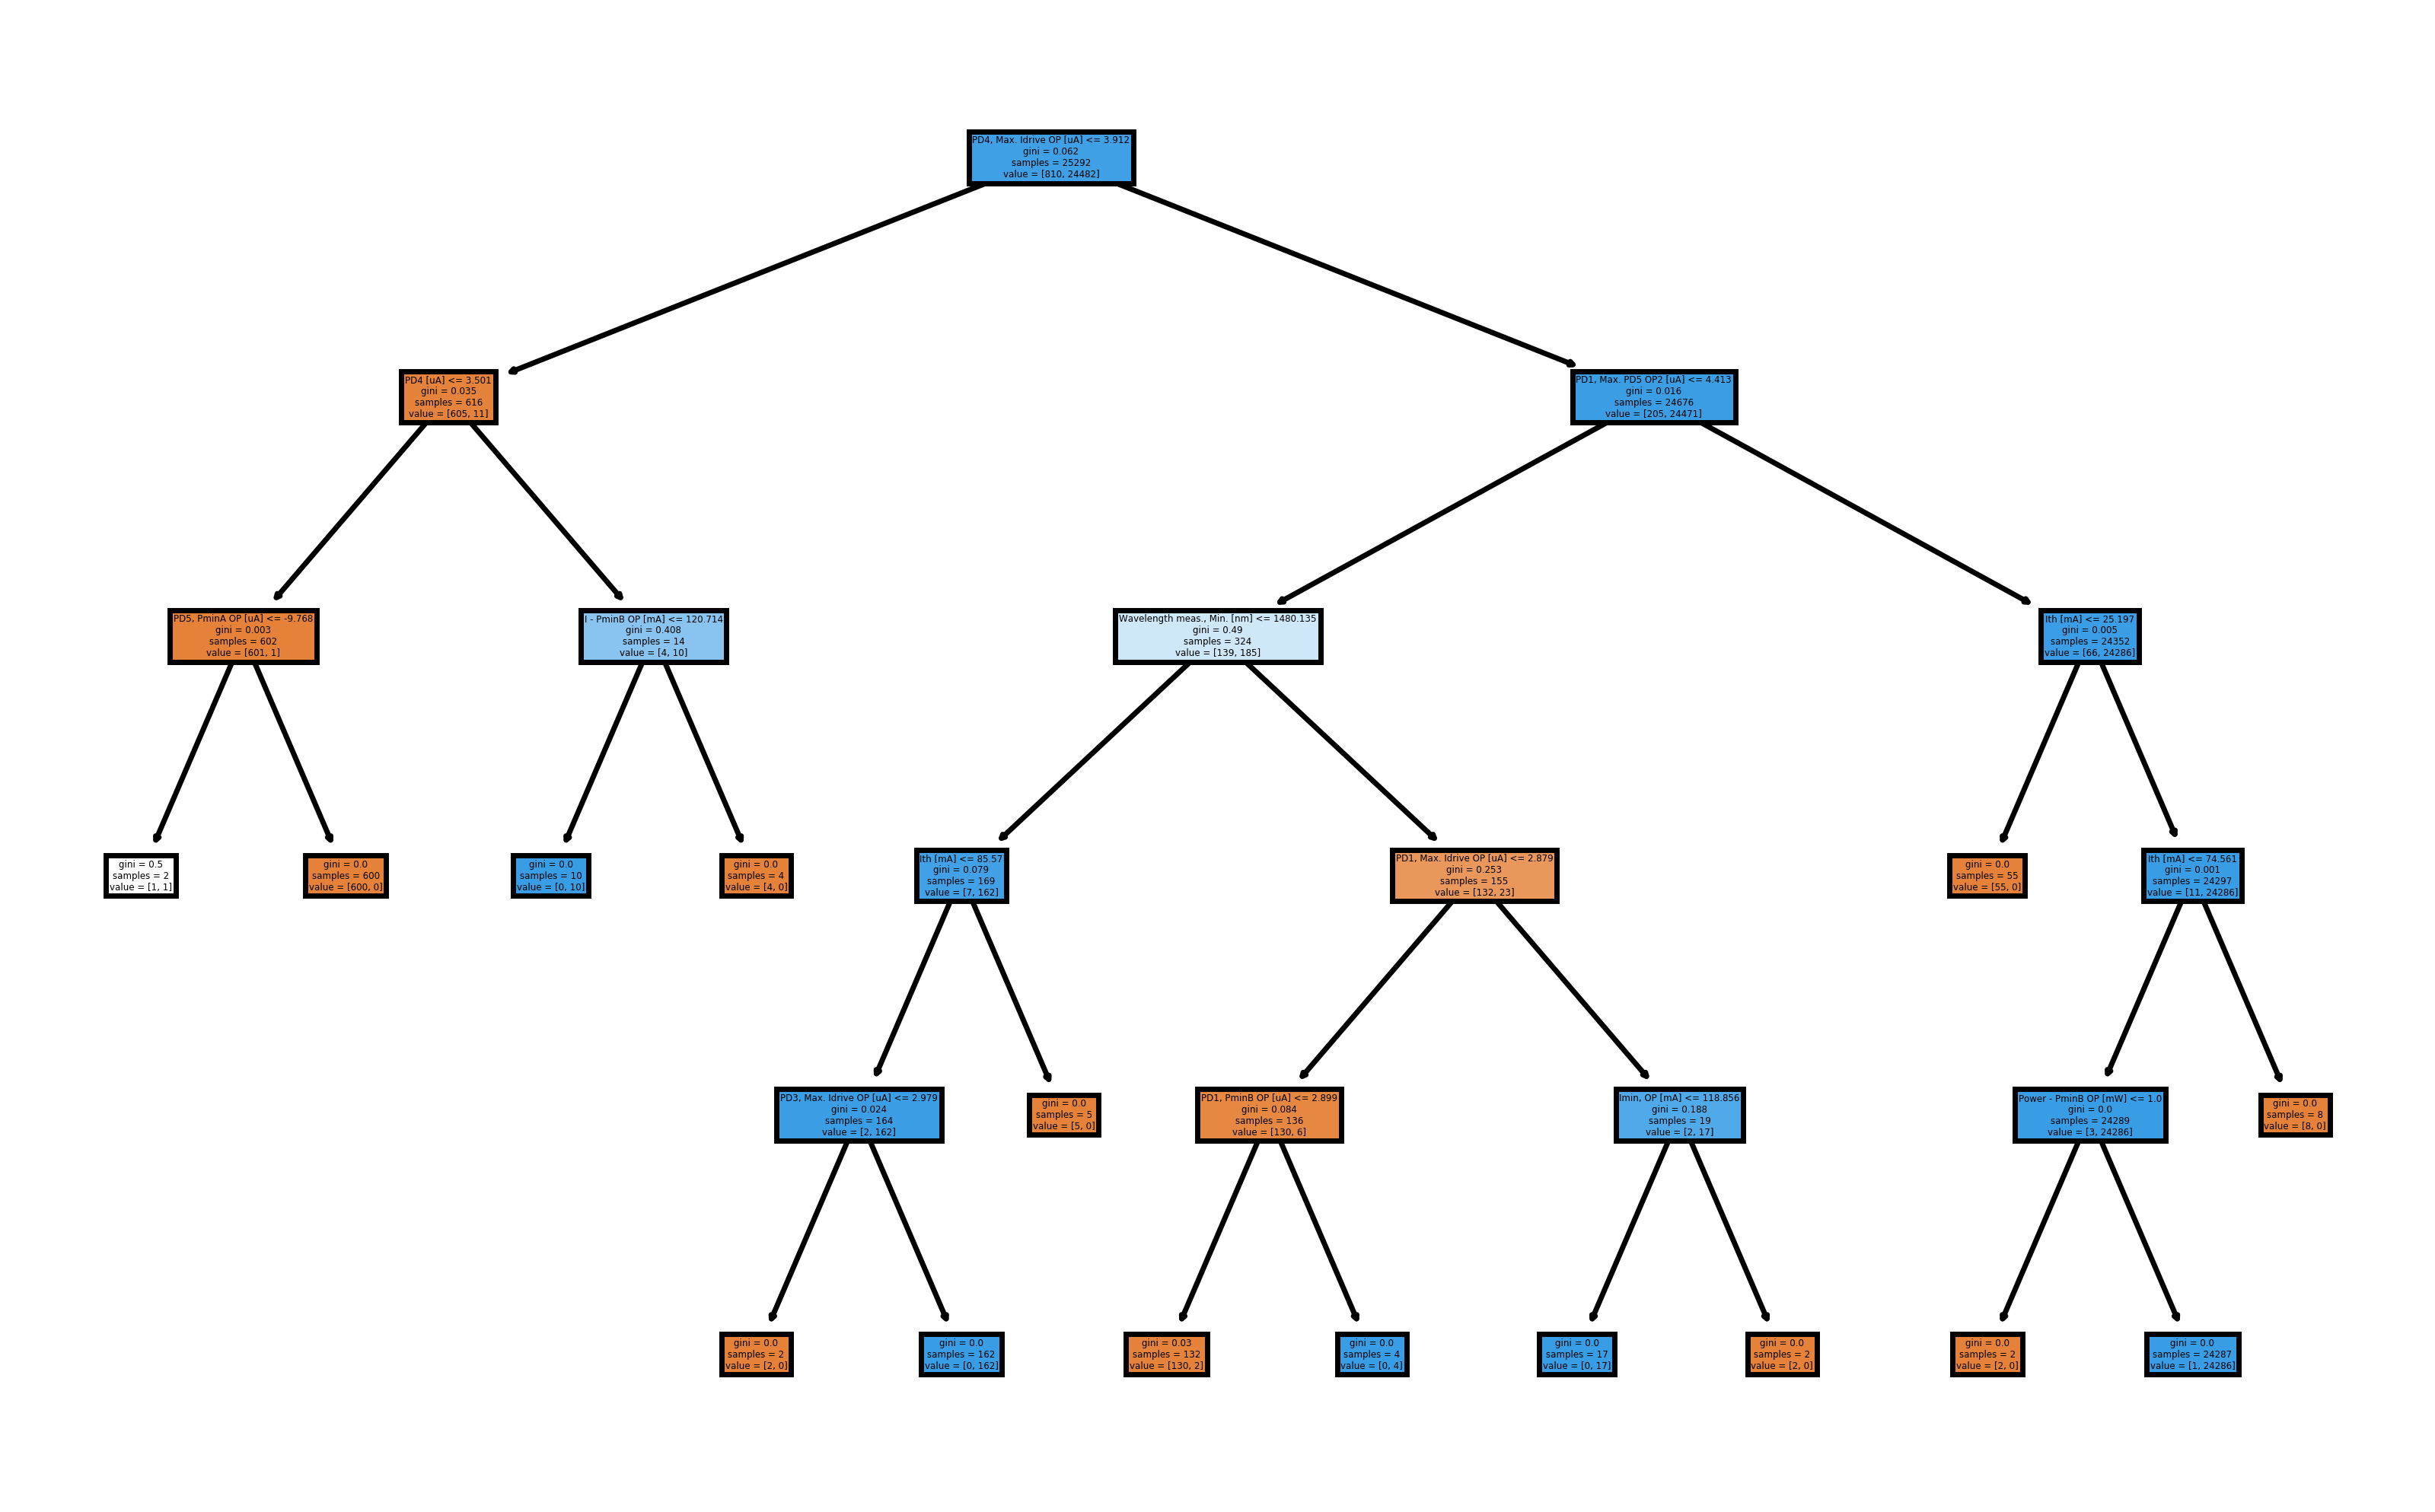 PD4, Max. Idrive OP [uA] <= 3.912
gini = 0.062
samples = 25292
value = [810, 24482]
PD4 [uA] <= 3.501
gini = 0.035
samples = 616
value = [605, 11]
PD1, Max. PD5 OP2 [uA] <= 4.413
gini = 0.016
samples = 24676
value = [205, 24471]
PD5, PminA OP [uA] <= -9.768
gini = 0.003
samples = 602
value = [601, 1]
I - PminB OP [mA] <= 120.714
gini = 0.408
samples = 14
value = [4, 10]
Wavelength meas., Min. [nm] <= 1480.135
gini = 0.49
samples = 324
value = [139, 185]
Ith [mA] <= 25.197
gini = 0.005
samples = 24352
value = [66, 24286]
gini = 0.5
samples = 2
value = [1, 1]
gini = 0.0
samples = 600
value = [600, 0]
gini = 0.0
samples = 10
value = [0, 10]
gini = 0.0
samples = 4
value = [4, 0]
Ith [mA] <= 85.57
gini = 0.079
samples = 169
value = [7, 162]
PD1, Max. Idrive OP [uA] <= 2.879
gini = 0.253
samples = 155
value = [132, 23]
gini = 0.0
samples = 55
value = [55, 0]
Ith [mA] <= 74.561
gini = 0.001
samples = 24297
value = [11, 24286]
PD3, Max. Idrive OP [uA] <= 2.979
gini = 0.024
samples = 164
value = [2, 162]
gini = 0.0
samples = 5
value = [5, 0]
PD1, PminB OP [uA] <= 2.899
gini = 0.084
samples = 136
value = [130, 6]
Imin, OP [mA] <= 118.856
gini = 0.188
samples = 19
value = [2, 17]
Power - PminB OP [mW] <= 1.0
gini = 0.0
samples = 24289
value = [3, 24286]
gini = 0.0
samples = 8
value = [8, 0]
gini = 0.0
samples = 2
value = [2, 0]
gini = 0.0
samples = 162
value = [0, 162]
gini = 0.03
samples = 132
value = [130, 2]
gini = 0.0
samples = 4
value = [0, 4]
gini = 0.0
samples = 17
value = [0, 17]
gini = 0.0
samples = 2
value = [2, 0]
gini = 0.0
samples = 2
value = [2, 0]
gini = 0.0
samples = 24287
value = [1, 24286]